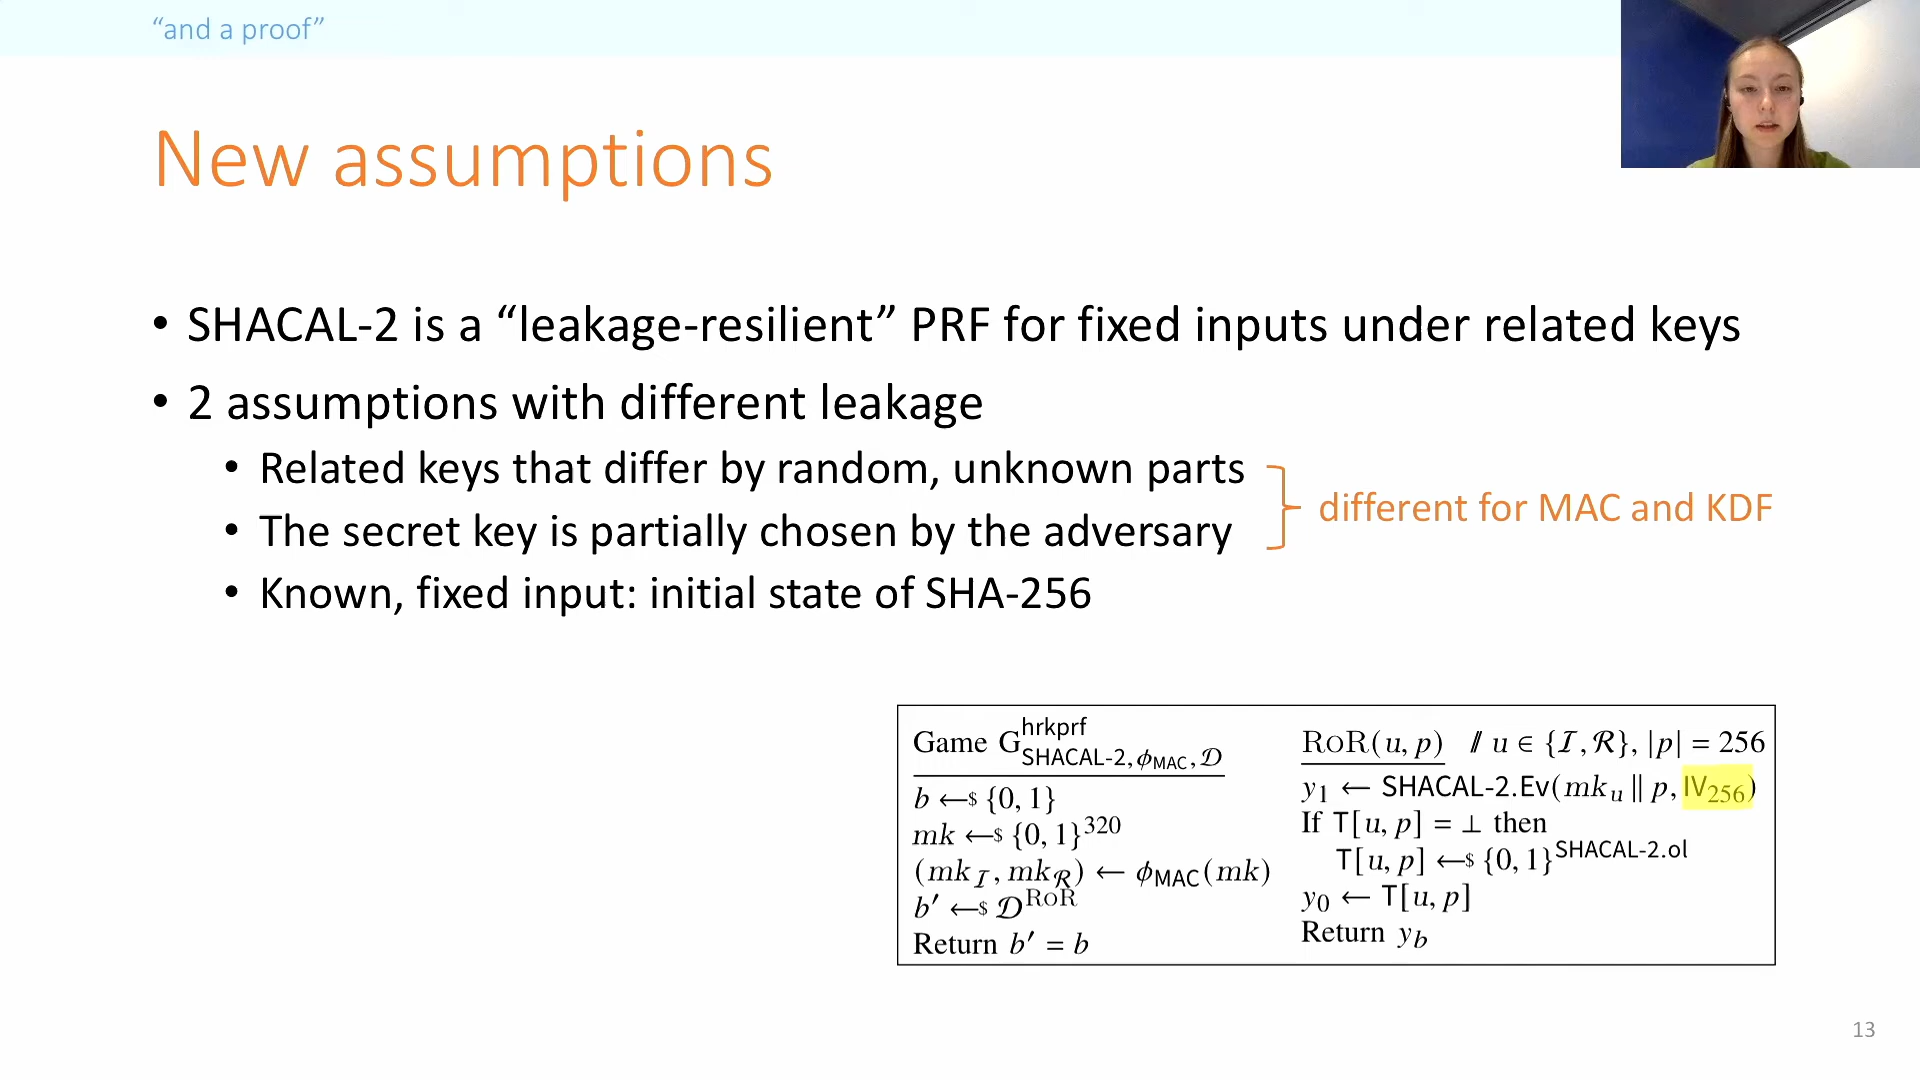 “and a proof”
New assumptions
• SHACAL-2 is a “leakage-resilient” PRF for fixed inputs under related keys
• 2 assumptions with different leakage
• Related keys that differ by random, unknown parts
• The secret key is partially chosen by the adversary
different for MAC and KDF
• Known, fixed input: initial state of SHA-256
Game G^hrkprf_SHACAL-2, ϕ_MAC, 𝒟
b ←$ {0, 1}
mk ←$ {0, 1}^320
(mk_ℐ, mk_ℛ) ← ϕ_MAC(mk)
b′ ←$ 𝒟^RoR
Return b′ = b
RoR(u, p) // u ∈ {ℐ, ℛ}, |p| = 256
y_1 ← SHACAL-2.Ev(mk_u ∥ p, IV_256)
If T[u, p] = ⊥ then
T[u, p] ←$ {0, 1}^SHACAL-2.ol
y_0 ← T[u, p]
Return y_b
13